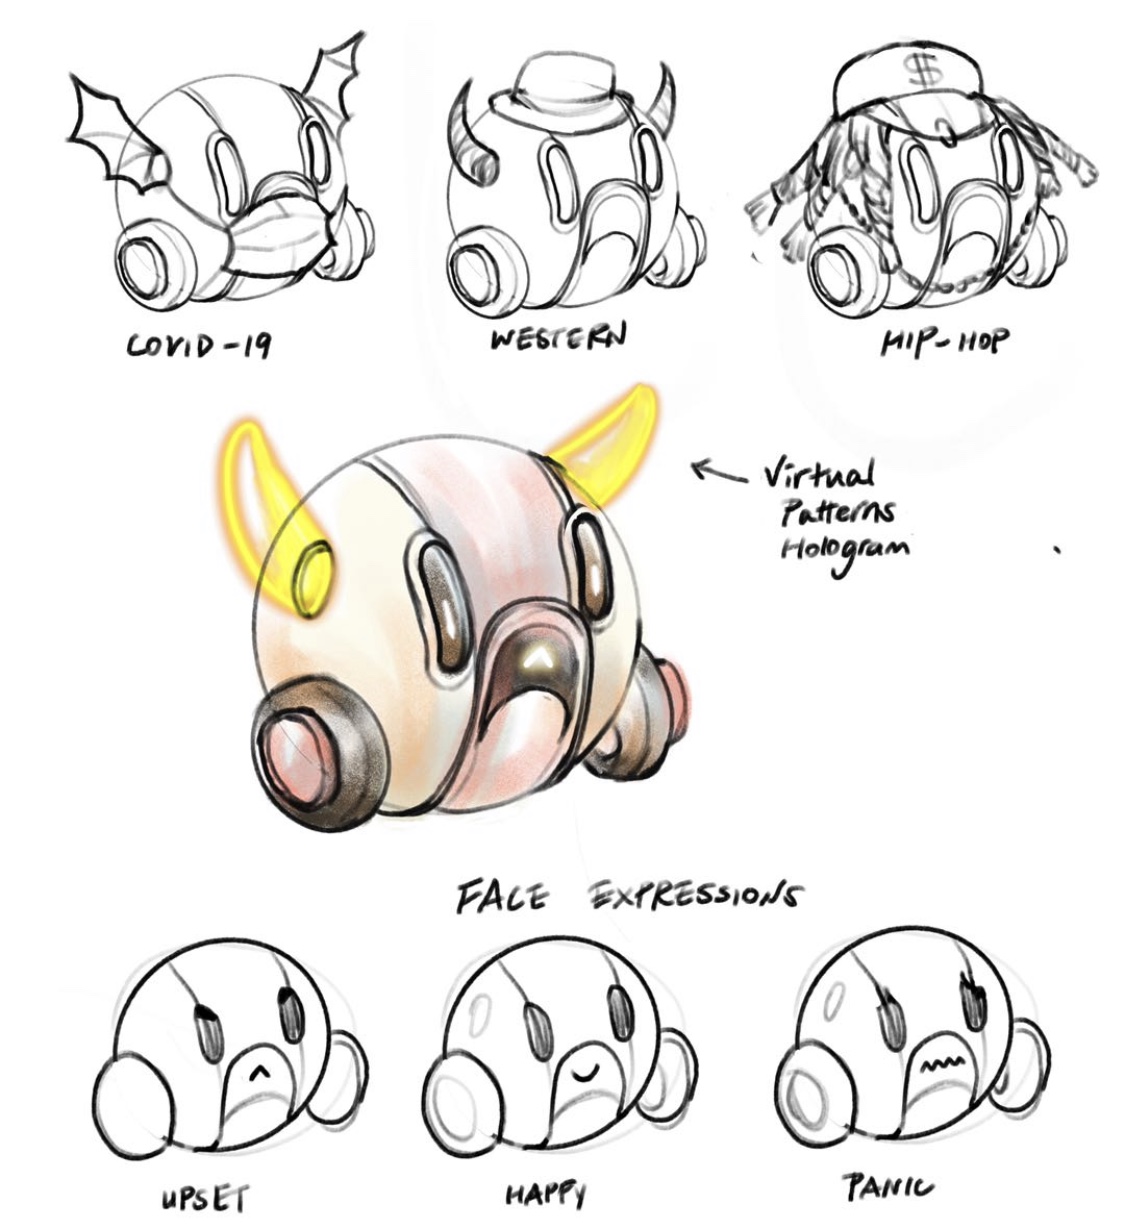 $
COVID-19
WESTERN
HIP-HOP
Virtual
Patterns
Hologram
FACE EXPRESSIONS
UPSET
HAPPY
PANIC